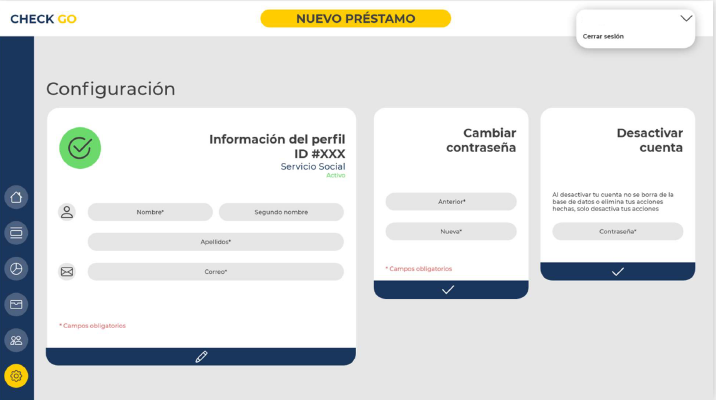 CHECK GO
NUEVO PRÉSTAMO
Cerrar sesión
Configuración
Información del perfil
ID #XXX
Servicio Social
Activo
Nombre*
Segundo nombre
Apellidos*
Correo*
* Campos obligatorios
Cambiar
contraseña
Anterior*
Nueva*
* Campos obligatorios
Desactivar
cuenta
Al desactivar tu cuenta no se borra de la
base de datos o elimina tus acciones
hechas, solo desactiva tus acciones
Contraseña*